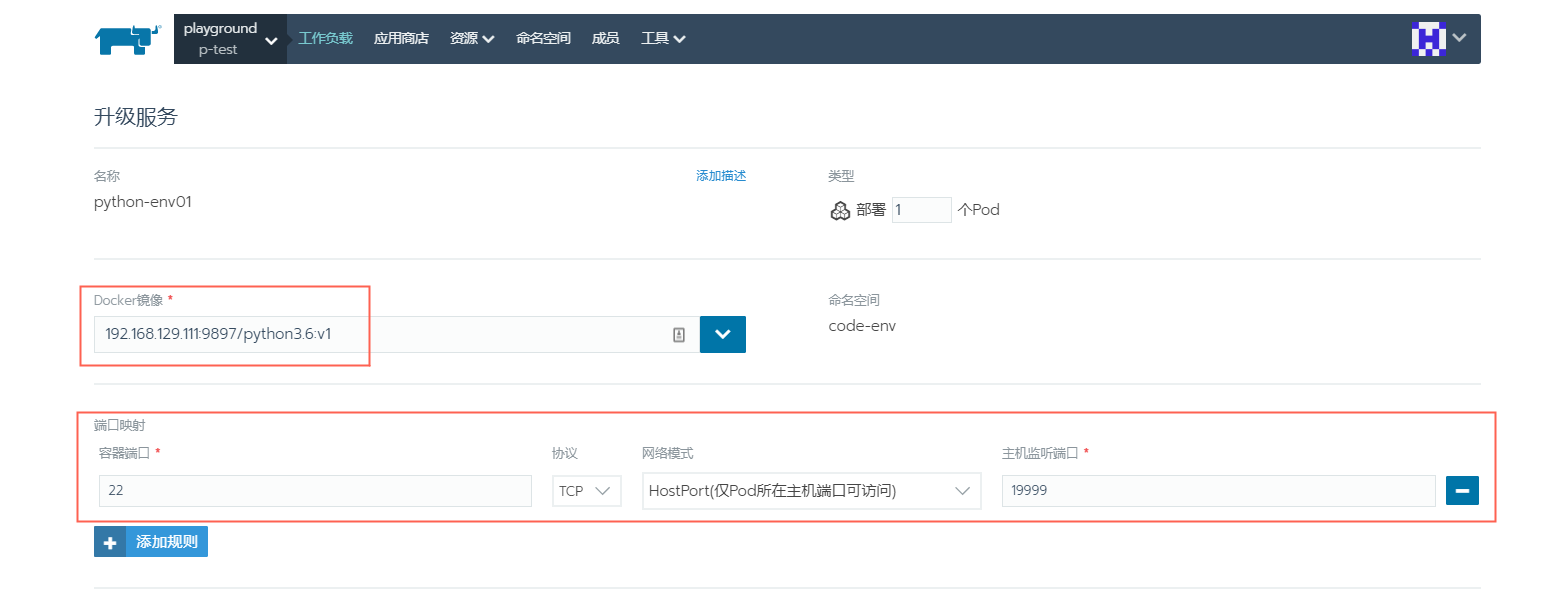 playground
p-test
工作负载 应用商店 资源 命名空间 成员 工具
升级服务
名称 添加描述 类型
python-env01
部署 1 个Pod
Docker镜像 * 命名空间
192.168.129.111:9897/python3.6:v1
code-env
端口映射
容器端口 * 协议 网络模式 主机监听端口 *
22 TCP HostPort(仅Pod所在主机端口可访问) 19999
添加规则